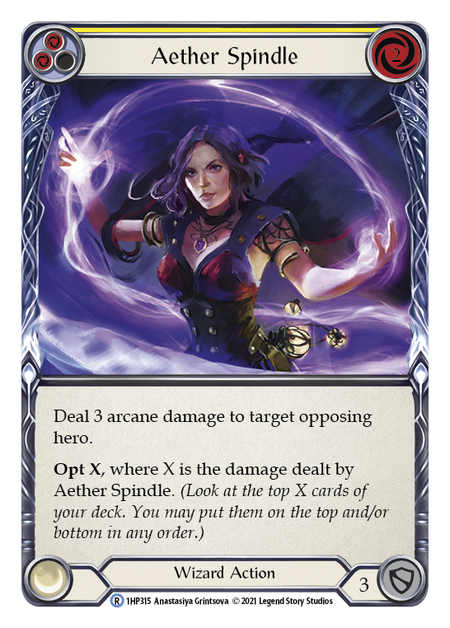 Aether Spindle
2
Deal 3 arcane damage to target opposing
hero.
Opt X, where X is the damage dealt by
Aether Spindle. (Look at the top X cards of
your deck. You may put them on the top and/or
bottom in any order.)
Wizard Action
3
R 1HP315 Anastasiya Grintsova © 2021 Legend Story Studios